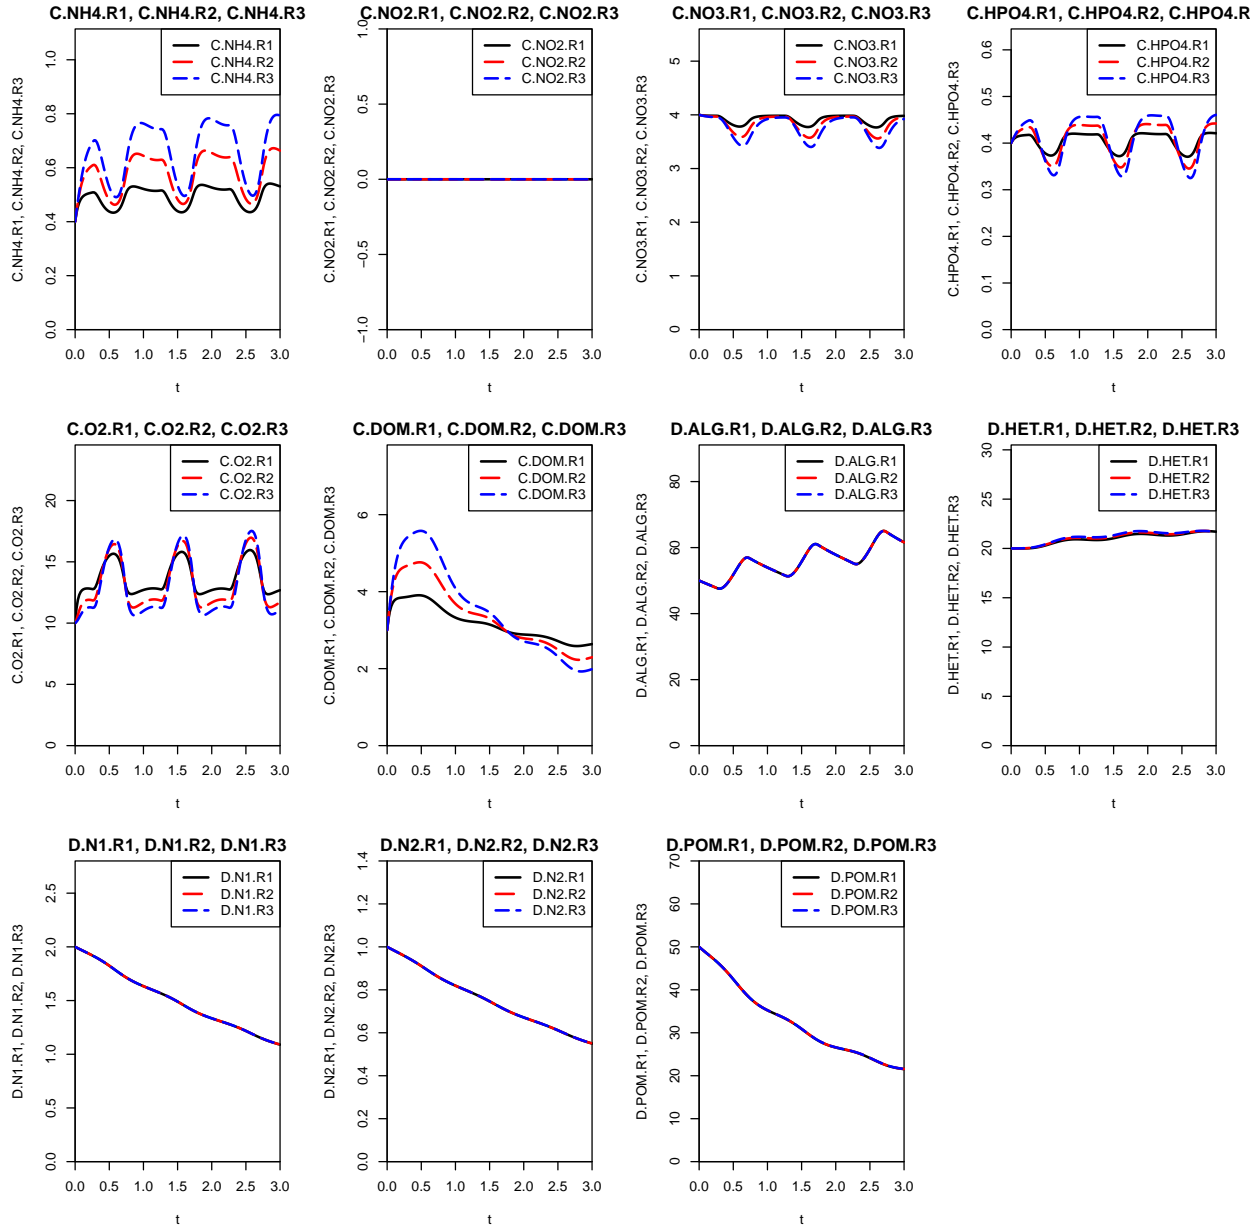 C.NH4.R1, C.NH4.R2, C.NH4.R3
C.NH4.R1, C.NH4.R2, C.NH4.R3
C.NH4.R1
C.NH4.R2
C.NH4.R3
0.0 0.2 0.4 0.6 0.8 1.0
0.0 0.5 1.0 1.5 2.0 2.5 3.0
t
C.NO2.R1, C.NO2.R2, C.NO2.R3
C.NO2.R1, C.NO2.R2, C.NO2.R3
C.NO2.R1
C.NO2.R2
C.NO2.R3
−1.0 −0.5 0.0 0.5 1.0
0.0 0.5 1.0 1.5 2.0 2.5 3.0
t
C.NO3.R1, C.NO3.R2, C.NO3.R3
C.NO3.R1, C.NO3.R2, C.NO3.R3
C.NO3.R1
C.NO3.R2
C.NO3.R3
0 1 2 3 4 5
0.0 0.5 1.0 1.5 2.0 2.5 3.0
t
C.HPO4.R1, C.HPO4.R2, C.HPO4.R
C.HPO4.R1, C.HPO4.R2, C.HPO4.R3
C.HPO4.R1
C.HPO4.R2
C.HPO4.R3
0.0 0.1 0.2 0.3 0.4 0.5 0.6
0.0 0.5 1.0 1.5 2.0 2.5 3.0
t
C.O2.R1, C.O2.R2, C.O2.R3
C.O2.R1, C.O2.R2, C.O2.R3
C.O2.R1
C.O2.R2
C.O2.R3
0 5 10 15 20
0.0 0.5 1.0 1.5 2.0 2.5 3.0
t
C.DOM.R1, C.DOM.R2, C.DOM.R3
C.DOM.R1, C.DOM.R2, C.DOM.R3
C.DOM.R1
C.DOM.R2
C.DOM.R3
0 2 4 6
0.0 0.5 1.0 1.5 2.0 2.5 3.0
t
D.ALG.R1, D.ALG.R2, D.ALG.R3
D.ALG.R1, D.ALG.R2, D.ALG.R3
D.ALG.R1
D.ALG.R2
D.ALG.R3
0 20 40 60 80
0.0 0.5 1.0 1.5 2.0 2.5 3.0
t
D.HET.R1, D.HET.R2, D.HET.R3
D.HET.R1, D.HET.R2, D.HET.R3
D.HET.R1
D.HET.R2
D.HET.R3
0 5 10 15 20 25 30
0.0 0.5 1.0 1.5 2.0 2.5 3.0
t
D.N1.R1, D.N1.R2, D.N1.R3
D.N1.R1, D.N1.R2, D.N1.R3
D.N1.R1
D.N1.R2
D.N1.R3
0.0 0.5 1.0 1.5 2.0 2.5
0.0 0.5 1.0 1.5 2.0 2.5 3.0
t
D.N2.R1, D.N2.R2, D.N2.R3
D.N2.R1, D.N2.R2, D.N2.R3
D.N2.R1
D.N2.R2
D.N2.R3
0.0 0.2 0.4 0.6 0.8 1.0 1.2 1.4
0.0 0.5 1.0 1.5 2.0 2.5 3.0
t
D.POM.R1, D.POM.R2, D.POM.R3
D.POM.R1, D.POM.R2, D.POM.R3
D.POM.R1
D.POM.R2
D.POM.R3
0 10 20 30 40 50 60 70
0.0 0.5 1.0 1.5 2.0 2.5 3.0
t